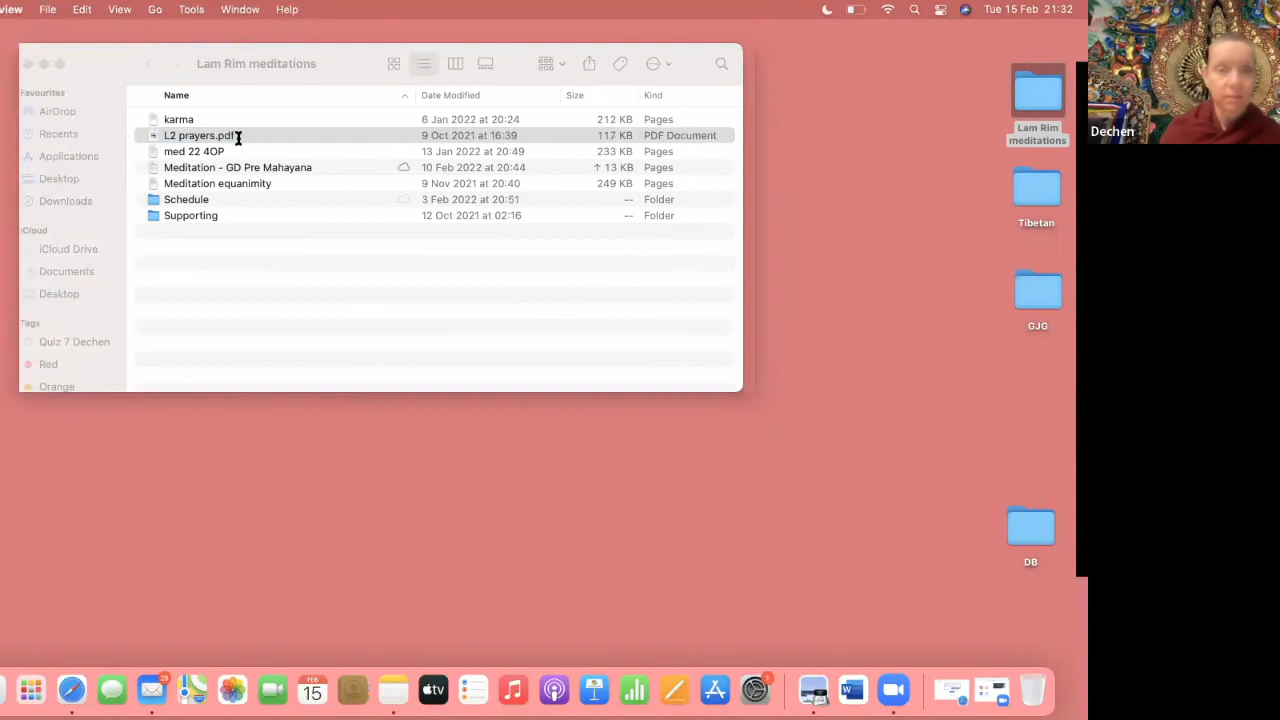 view File Edit View Go Tools Window Help Tue 15 Feb 21:32
Lam Rim meditations
Favourites
AirDrop
Recents
Applications
Desktop
Downloads
iCloud
iCloud Drive
Documents
Desktop
Tags
Quiz 7 Dechen
Red
Orange
Name Date Modified Size Kind
karma 6 Jan 2022 at 20:24 212 KB Pages
L2 prayers.pdf 9 Oct 2021 at 16:39 117 KB PDF Document
med 22 4OP 13 Jan 2022 at 20:49 233 KB Pages
Meditation - GD Pre Mahayana 10 Feb 2022 at 20:44 ↑ 13 KB Pages
Meditation equanimity 9 Nov 2021 at 20:40 249 KB Pages
Schedule 3 Feb 2022 at 20:51 -- Folder
Supporting 12 Oct 2021 at 02:16 -- Folder
Lam Rim
meditations
Tibetan
GJG
DB
Dechen
28
FEB
15
tv
W
1